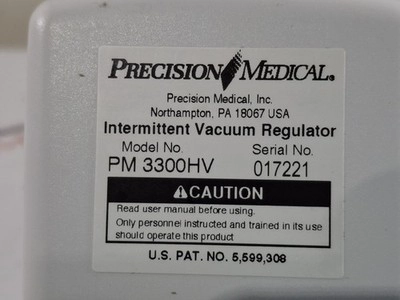 PRECISION MEDICAL®
Precision Medical, Inc.
Northampton, PA 18067 USA
Intermittent Vacuum Regulator
Model No. Serial No.
PM 3300HV 017221
⚠CAUTION
Read user manual before using.
Only personnel instructed and trained in its use
should operate this product
U.S. PAT. NO. 5,599,308